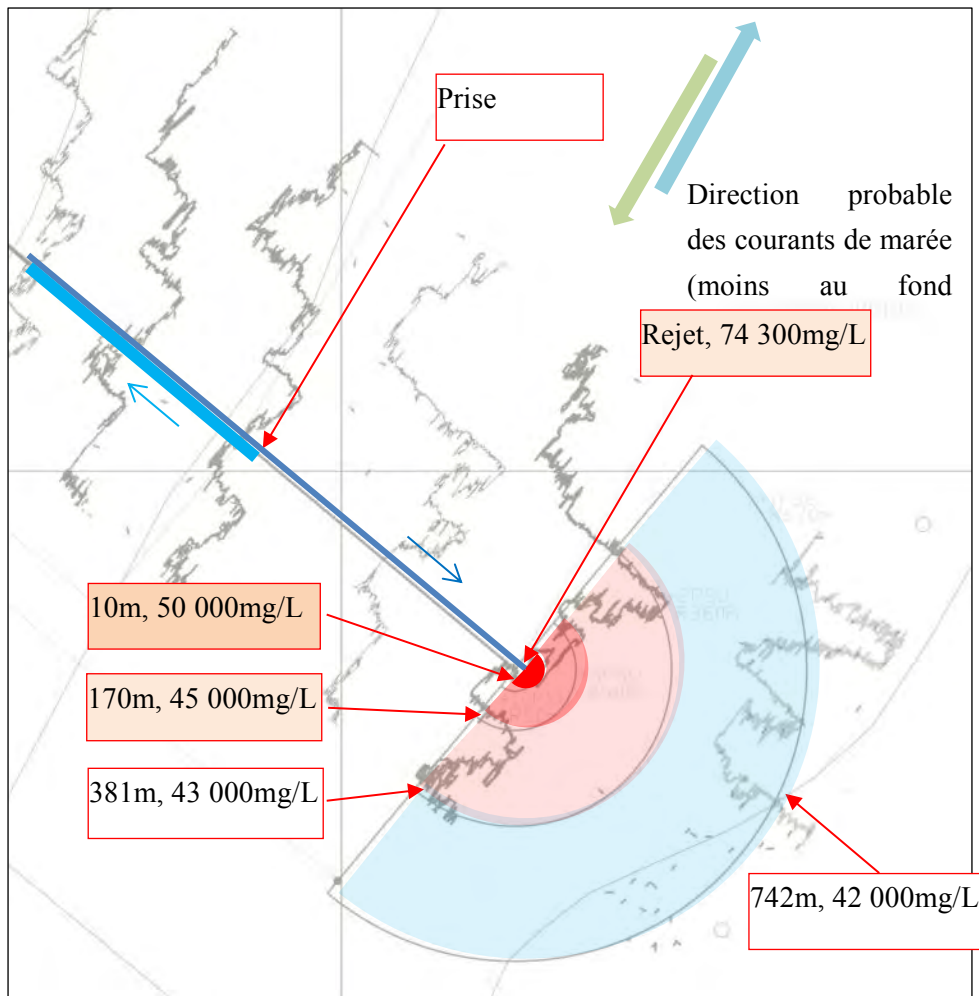 Prise
Direction probable
des courants de marée
(moins au fond
Rejet, 74 300mg/L
10m, 50 000mg/L
170m, 45 000mg/L
381m, 43 000mg/L
742m, 42 000mg/L